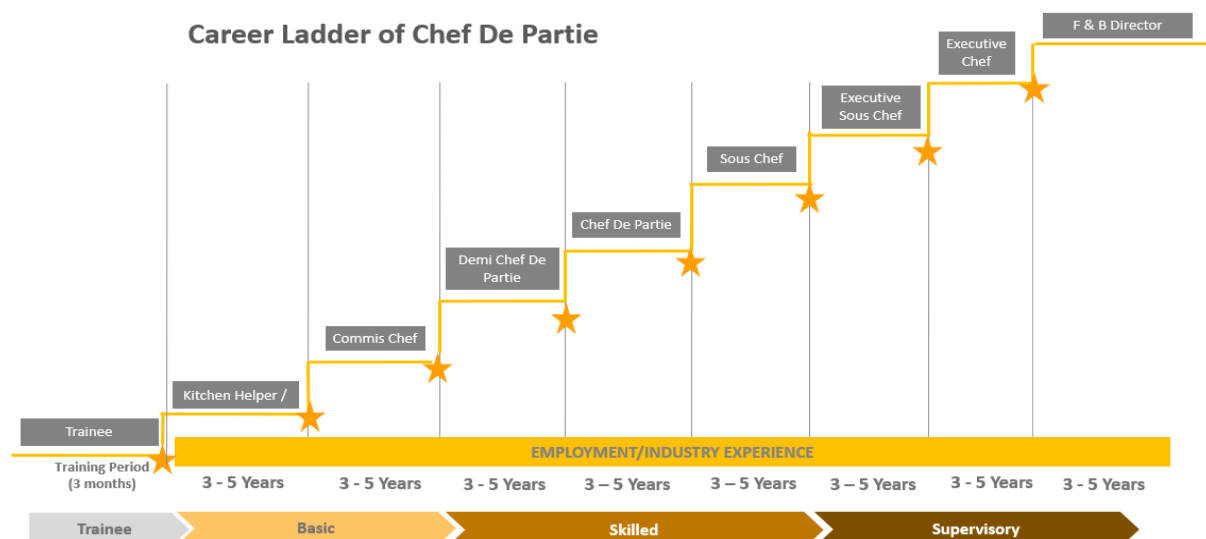 Career Ladder of Chef De Partie
F & B Director
Executive
Chef
Executive
Sous Chef
Sous Chef
Chef De Partie
Demi Chef De
Partie
Commis Chef
Kitchen Helper /
Trainee
Training Period
(3 months)
EMPLOYMENT/INDUSTRY EXPERIENCE
3 - 5 Years
3 - 5 Years
3 - 5 Years
3 – 5 Years
3 – 5 Years
3 – 5 Years
3 - 5 Years
3 - 5 Years
Trainee
Basic
Skilled
Supervisory